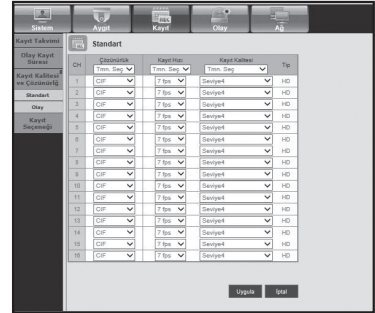 Sistem Aygıt Kayıt Olay Ağ
Kayıt Takvimi
Olay Kayıt
Süresi
Kayıt Kalitesi
ve Çözünürlğ
Standart
Olay
Kayıt
Seçeneği
Standart
CH Çözünürlük Kayıt Hızı Kayıt Kalitesi Tip
Tmn. Seç Tmn. Seç Tmn. Seç
1 CIF 7 fps Seviye4 HD
2 CIF 7 fps Seviye4 HD
3 CIF 7 fps Seviye4 HD
4 CIF 7 fps Seviye4 HD
5 CIF 7 fps Seviye4 HD
6 CIF 7 fps Seviye4 HD
7 CIF 7 fps Seviye4 HD
8 CIF 7 fps Seviye4 HD
9 CIF 7 fps Seviye4 HD
10 CIF 7 fps Seviye4 HD
11 CIF 7 fps Seviye4 HD
12 CIF 7 fps Seviye4 HD
13 CIF 7 fps Seviye4 HD
14 CIF 7 fps Seviye4 HD
15 CIF 7 fps Seviye4 HD
16 CIF 7 fps Seviye4 HD
Uygula İptal